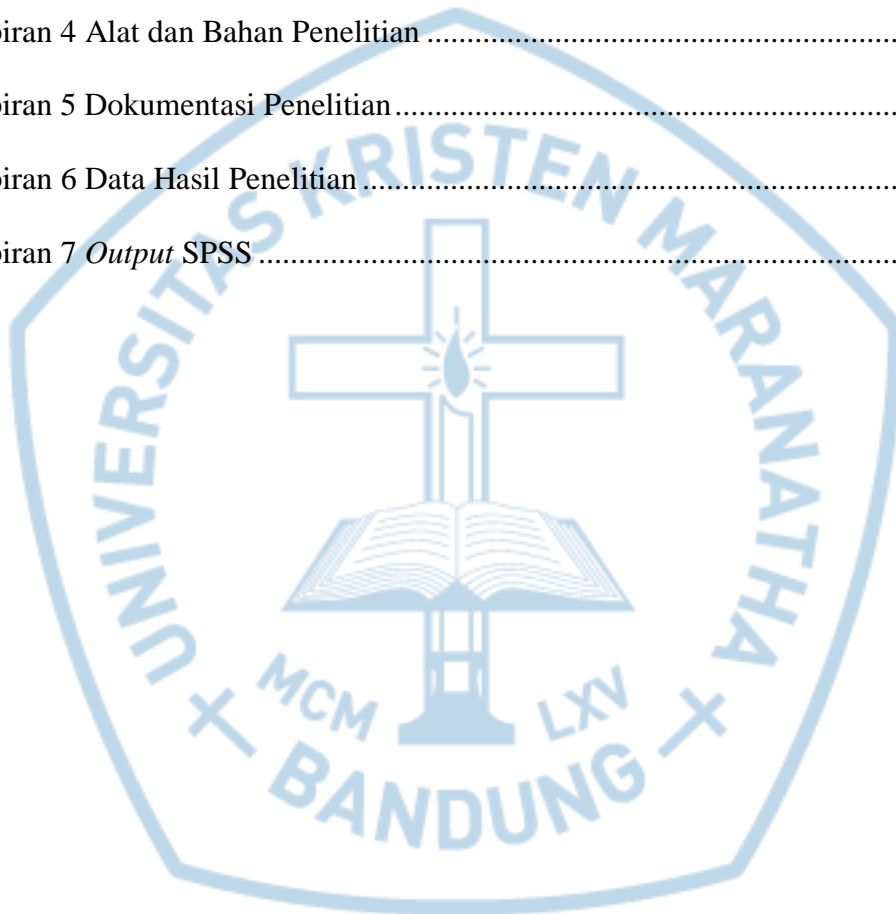 piran 4 Alat dan Bahan Penelitian ............................................................
piran 5 Dokumentasi Penelitian ................................................................
piran 6 Data Hasil Penelitian ....................................................................
piran 7 Output SPSS .................................................................................
UNIVERSITAS KRISTEN MARANATHA
MCM LXV
BANDUNG